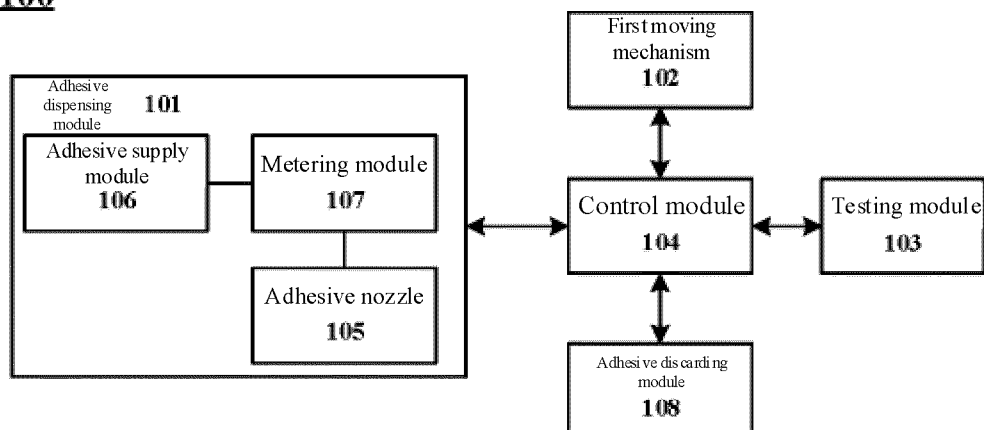 100
First moving
mechanism
102
Adhesive
dispensing
module
101
Adhesive supply
module
106
Metering module
107
Adhesive nozzle
105
Control module
104
Testing module
103
Adhesive discarding
module
108